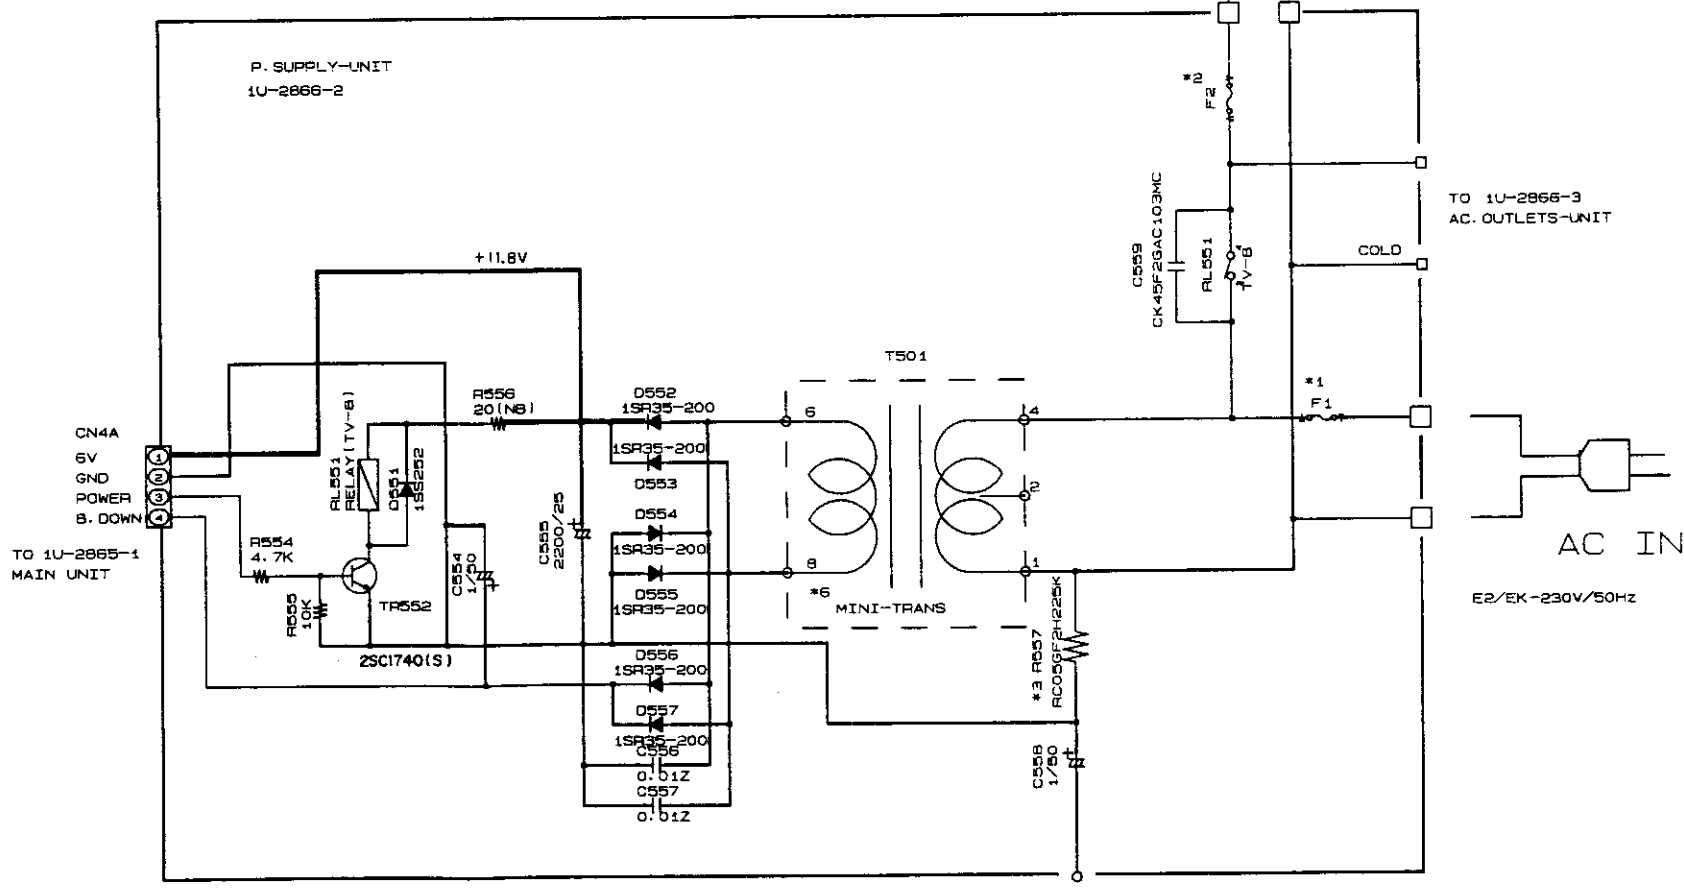 P. SUPPLY-UNIT
1U-2866-2
*2
F2
TO 1U-2866-3
AC. OUTLETS-UNIT
COLD
C559
CK45F2GAC103MC
RL551
TV-8
+11.8V
T501
*1
F1
R556
20(NB)
D552
1SR35-200
1SR35-200
D553
D554
1SR35-200
D555
1SR35-200
6
4
2
8
1
*6
MINI-TRANS
CN4A
6V
1
GND
2
POWER
3
B. DOWN
4
TO 1U-2865-1
MAIN UNIT
RL551
RELAY(TV-8)
D551
1SS252
R554
4.7K
R555
10K
TR552
2SC1740(S)
C554
1/50
+
C555
2200/25
+
AC IN
E2/EK-230V/50Hz
*3 R557
RC05GF2H225K
D556
1SR35-200
D557
1SR35-200
C556
0.01Z
C557
0.01Z
C558
1/50
+